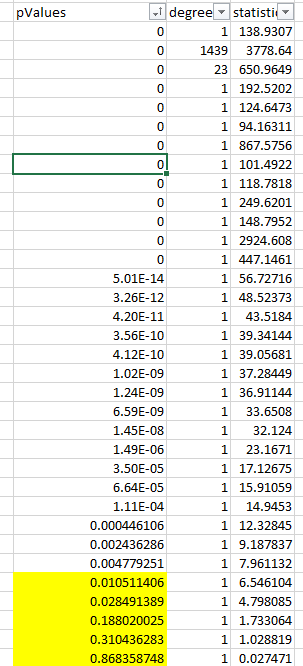 pValues degree statisti
0 1 138.9307
0 1439 3778.64
0 23 650.9649
0 1 192.5202
0 1 124.6473
0 1 94.16311
0 1 867.5756
0 1 101.4922
0 1 118.7818
0 1 249.6201
0 1 148.7952
0 1 2924.608
0 1 447.1461
5.01E-14 1 56.72716
3.26E-12 1 48.52373
4.20E-11 1 43.5184
3.56E-10 1 39.34144
4.12E-10 1 39.05681
1.02E-09 1 37.28449
1.24E-09 1 36.91144
6.59E-09 1 33.6508
1.45E-08 1 32.124
1.49E-06 1 23.1671
3.50E-05 1 17.12675
6.64E-05 1 15.91059
1.11E-04 1 14.9453
0.000446106 1 12.32845
0.002436286 1 9.187837
0.004779251 1 7.961132
0.010511406 1 6.546104
0.028491389 1 4.798085
0.188020025 1 1.733064
0.310436283 1 1.028819
0.868358748 1 0.027471